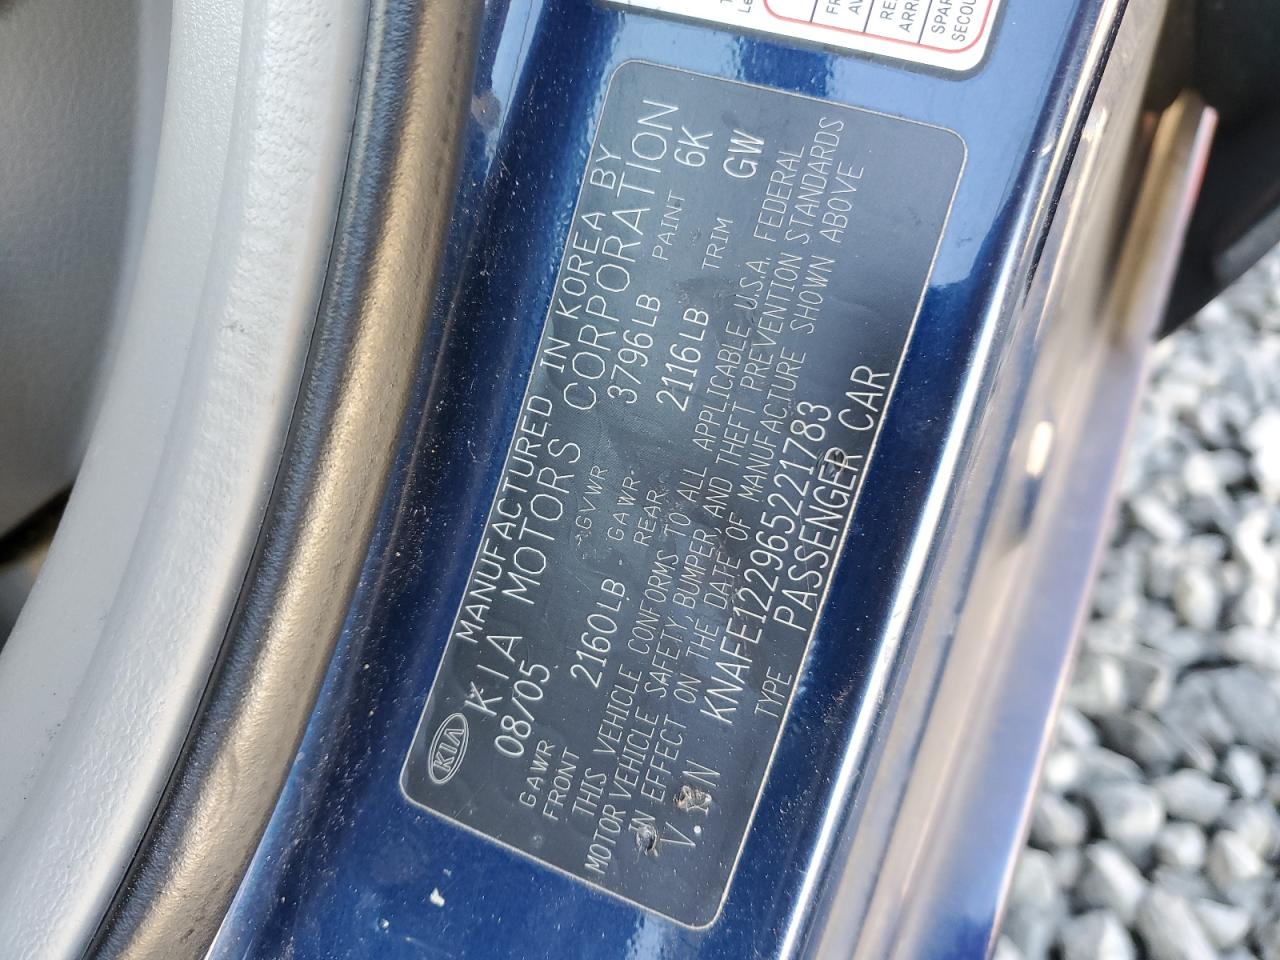 KIA
MANUFACTURED IN KOREA BY
KIA MOTORS CORPORATION
08/05 GVWR 3796LB PAINT 6K
GAWR FRONT 2160LB GAWR REAR 2116LB TRIM GW
THIS VEHICLE CONFORMS TO ALL APPLICABLE U.S.A. FEDERAL
MOTOR VEHICLE SAFETY, BUMPER AND THEFT PREVENTION STANDARDS
IN EFFECT ON THE DATE OF MANUFACTURE SHOWN ABOVE
V.IN KNAFE122965221783
TYPE PASSENGER CAR